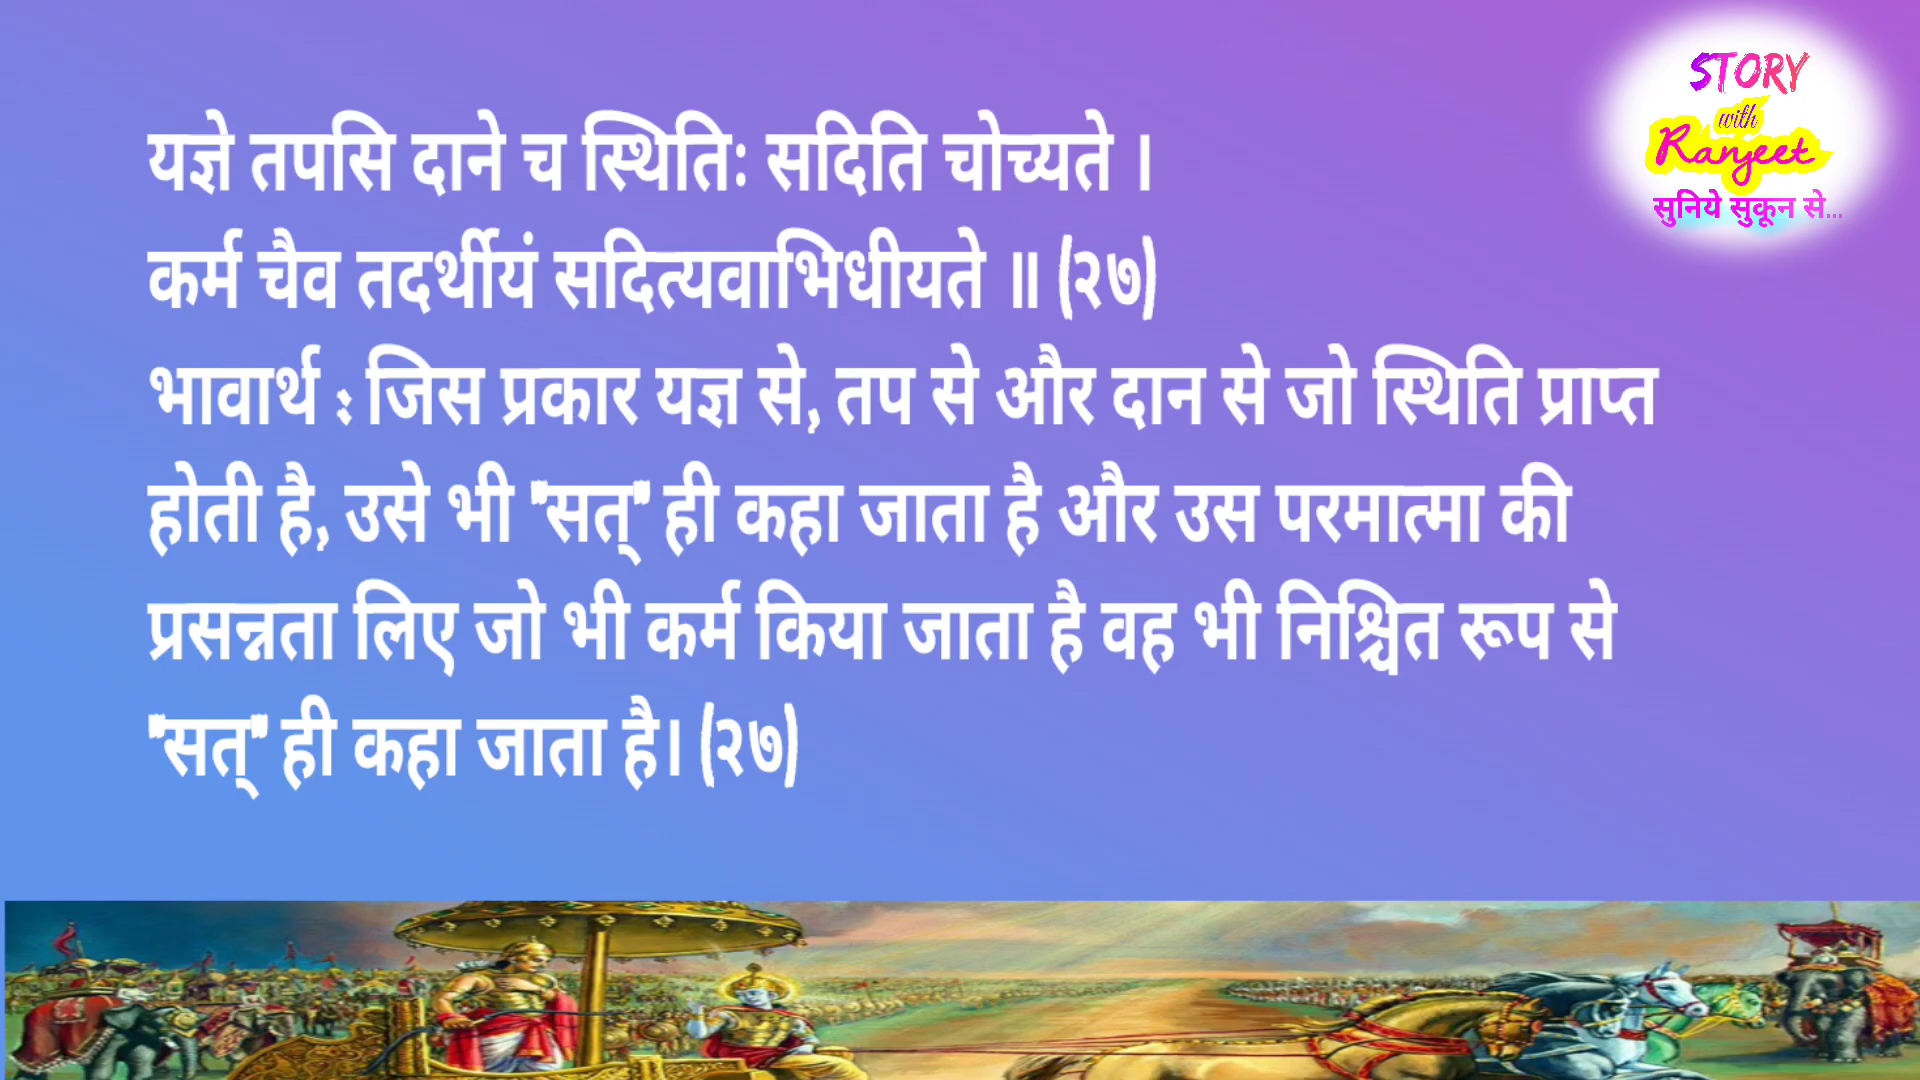 STORY
with
Ranjeet
सुनिये सुकून से...
यज्ञे तपसि दाने च स्थितिः सदिति चोच्यते ।
कर्म चैव तदर्थीयं सदित्यवाभिधीयते ॥ (२७)
भावार्थ : जिस प्रकार यज्ञ से, तप से और दान से जो स्थिति प्राप्त
होती है, उसे भी "सत्" ही कहा जाता है और उस परमात्मा की
प्रसन्नता लिए जो भी कर्म किया जाता है वह भी निश्चित रूप से
"सत्" ही कहा जाता है। (२७)